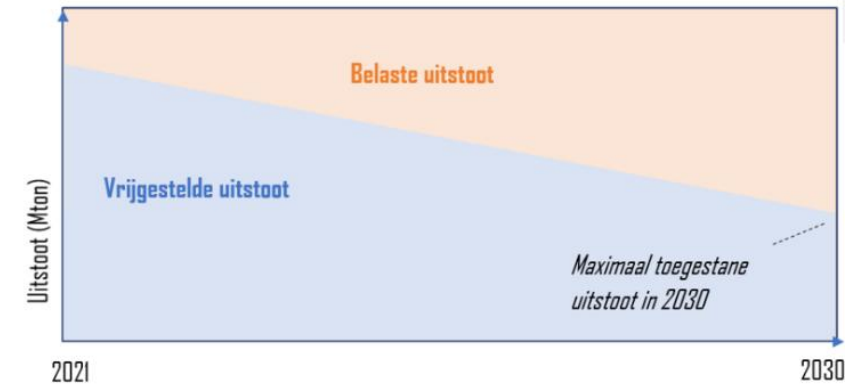 Belaste uitstoot
Vrijgestelde uitstoot
Uitstoot (Mton)
Maximaal toegestane
uitstoot in 2030
2021
2030